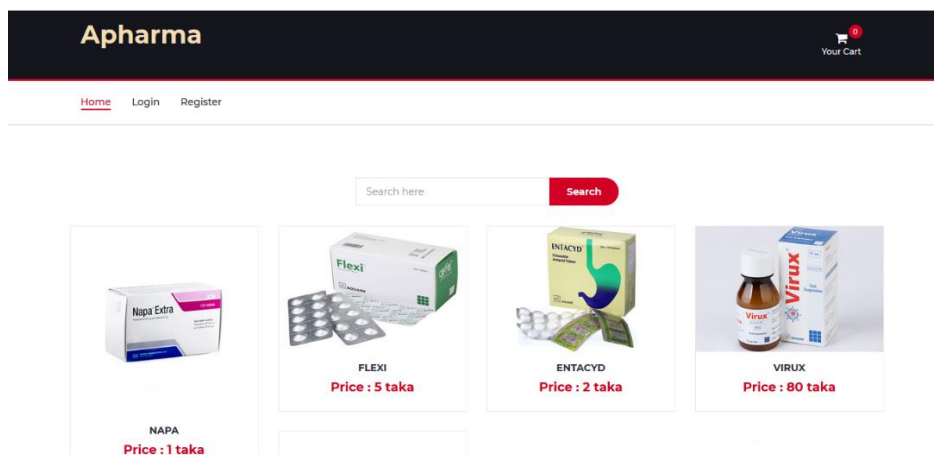 Apharma
0
Your Cart
Home Login Register
Search here Search
Napa Extra
Flexi
ENTACYD
Virux
Virux
Virux
FLEXI
Price : 5 taka
ENTACYD
Price : 2 taka
VIRUX
Price : 80 taka
NAPA
Price : 1 taka